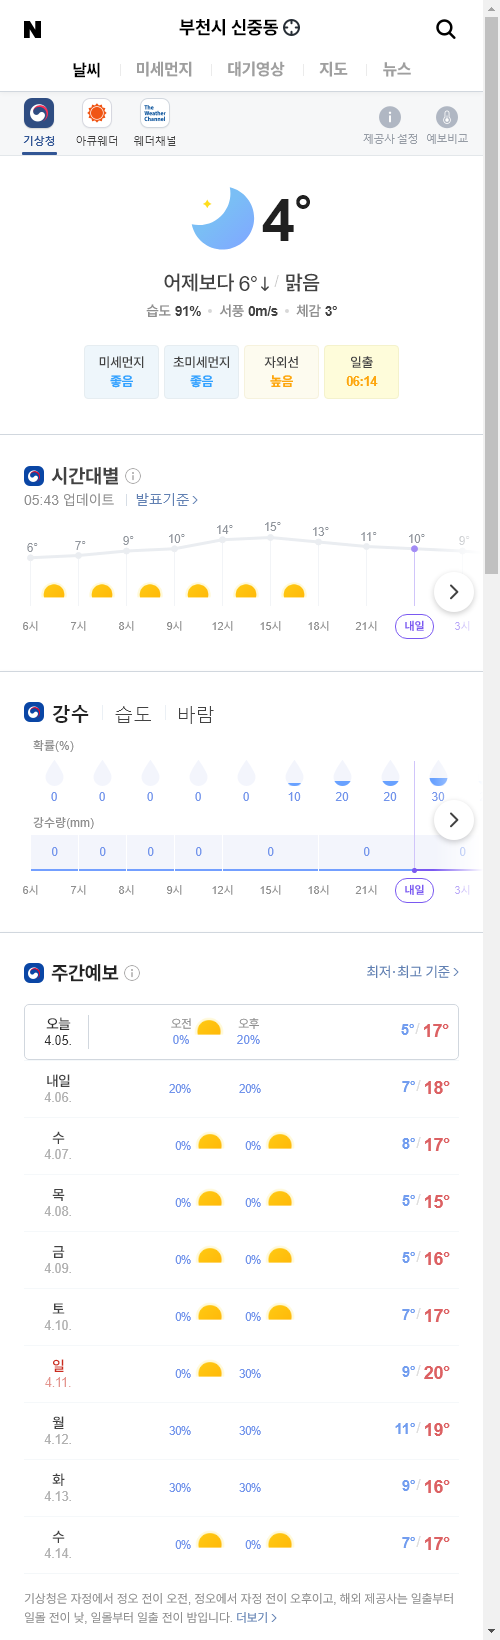 N
부천시 신중동
날씨 미세먼지 대기영상 지도 뉴스
The Weather Channel
기상청 아큐웨더 웨더채널 제공사 설정 예보비교
4°
어제보다 6°↓ / 맑음
습도 91% • 서풍 0m/s • 체감 3°
미세먼지 초미세먼지 자외선 일출
좋음 좋음 높음 06:14
시간대별
05:43 업데이트 발표기준 >
6° 7° 9° 10° 14° 15° 13° 11° 10° 9°
6시 7시 8시 9시 12시 15시 18시 21시 내일 3시
강수 습도 바람
확률(%)
0 0 0 0 0 10 20 20 30
강수량(mm)
0 0 0 0 0 0 0
6시 7시 8시 9시 12시 15시 18시 21시 내일 3시
주간예보 최저·최고 기준 >
오늘 4.05. 오전 0% 오후 20% 5° / 17°
내일 4.06. 20% 20% 7° / 18°
수 4.07. 0% 0% 8° / 17°
목 4.08. 0% 0% 5° / 15°
금 4.09. 0% 0% 5° / 16°
토 4.10. 0% 0% 7° / 17°
일 4.11. 0% 30% 9° / 20°
월 4.12. 30% 30% 11° / 19°
화 4.13. 30% 30% 9° / 16°
수 4.14. 0% 0% 7° / 17°
기상청은 자정에서 정오 전이 오전, 정오에서 자정 전이 오후이고, 해외 제공사는 일출부터
일몰 전이 낮, 일몰부터 일출 전이 밤입니다. 더보기 >